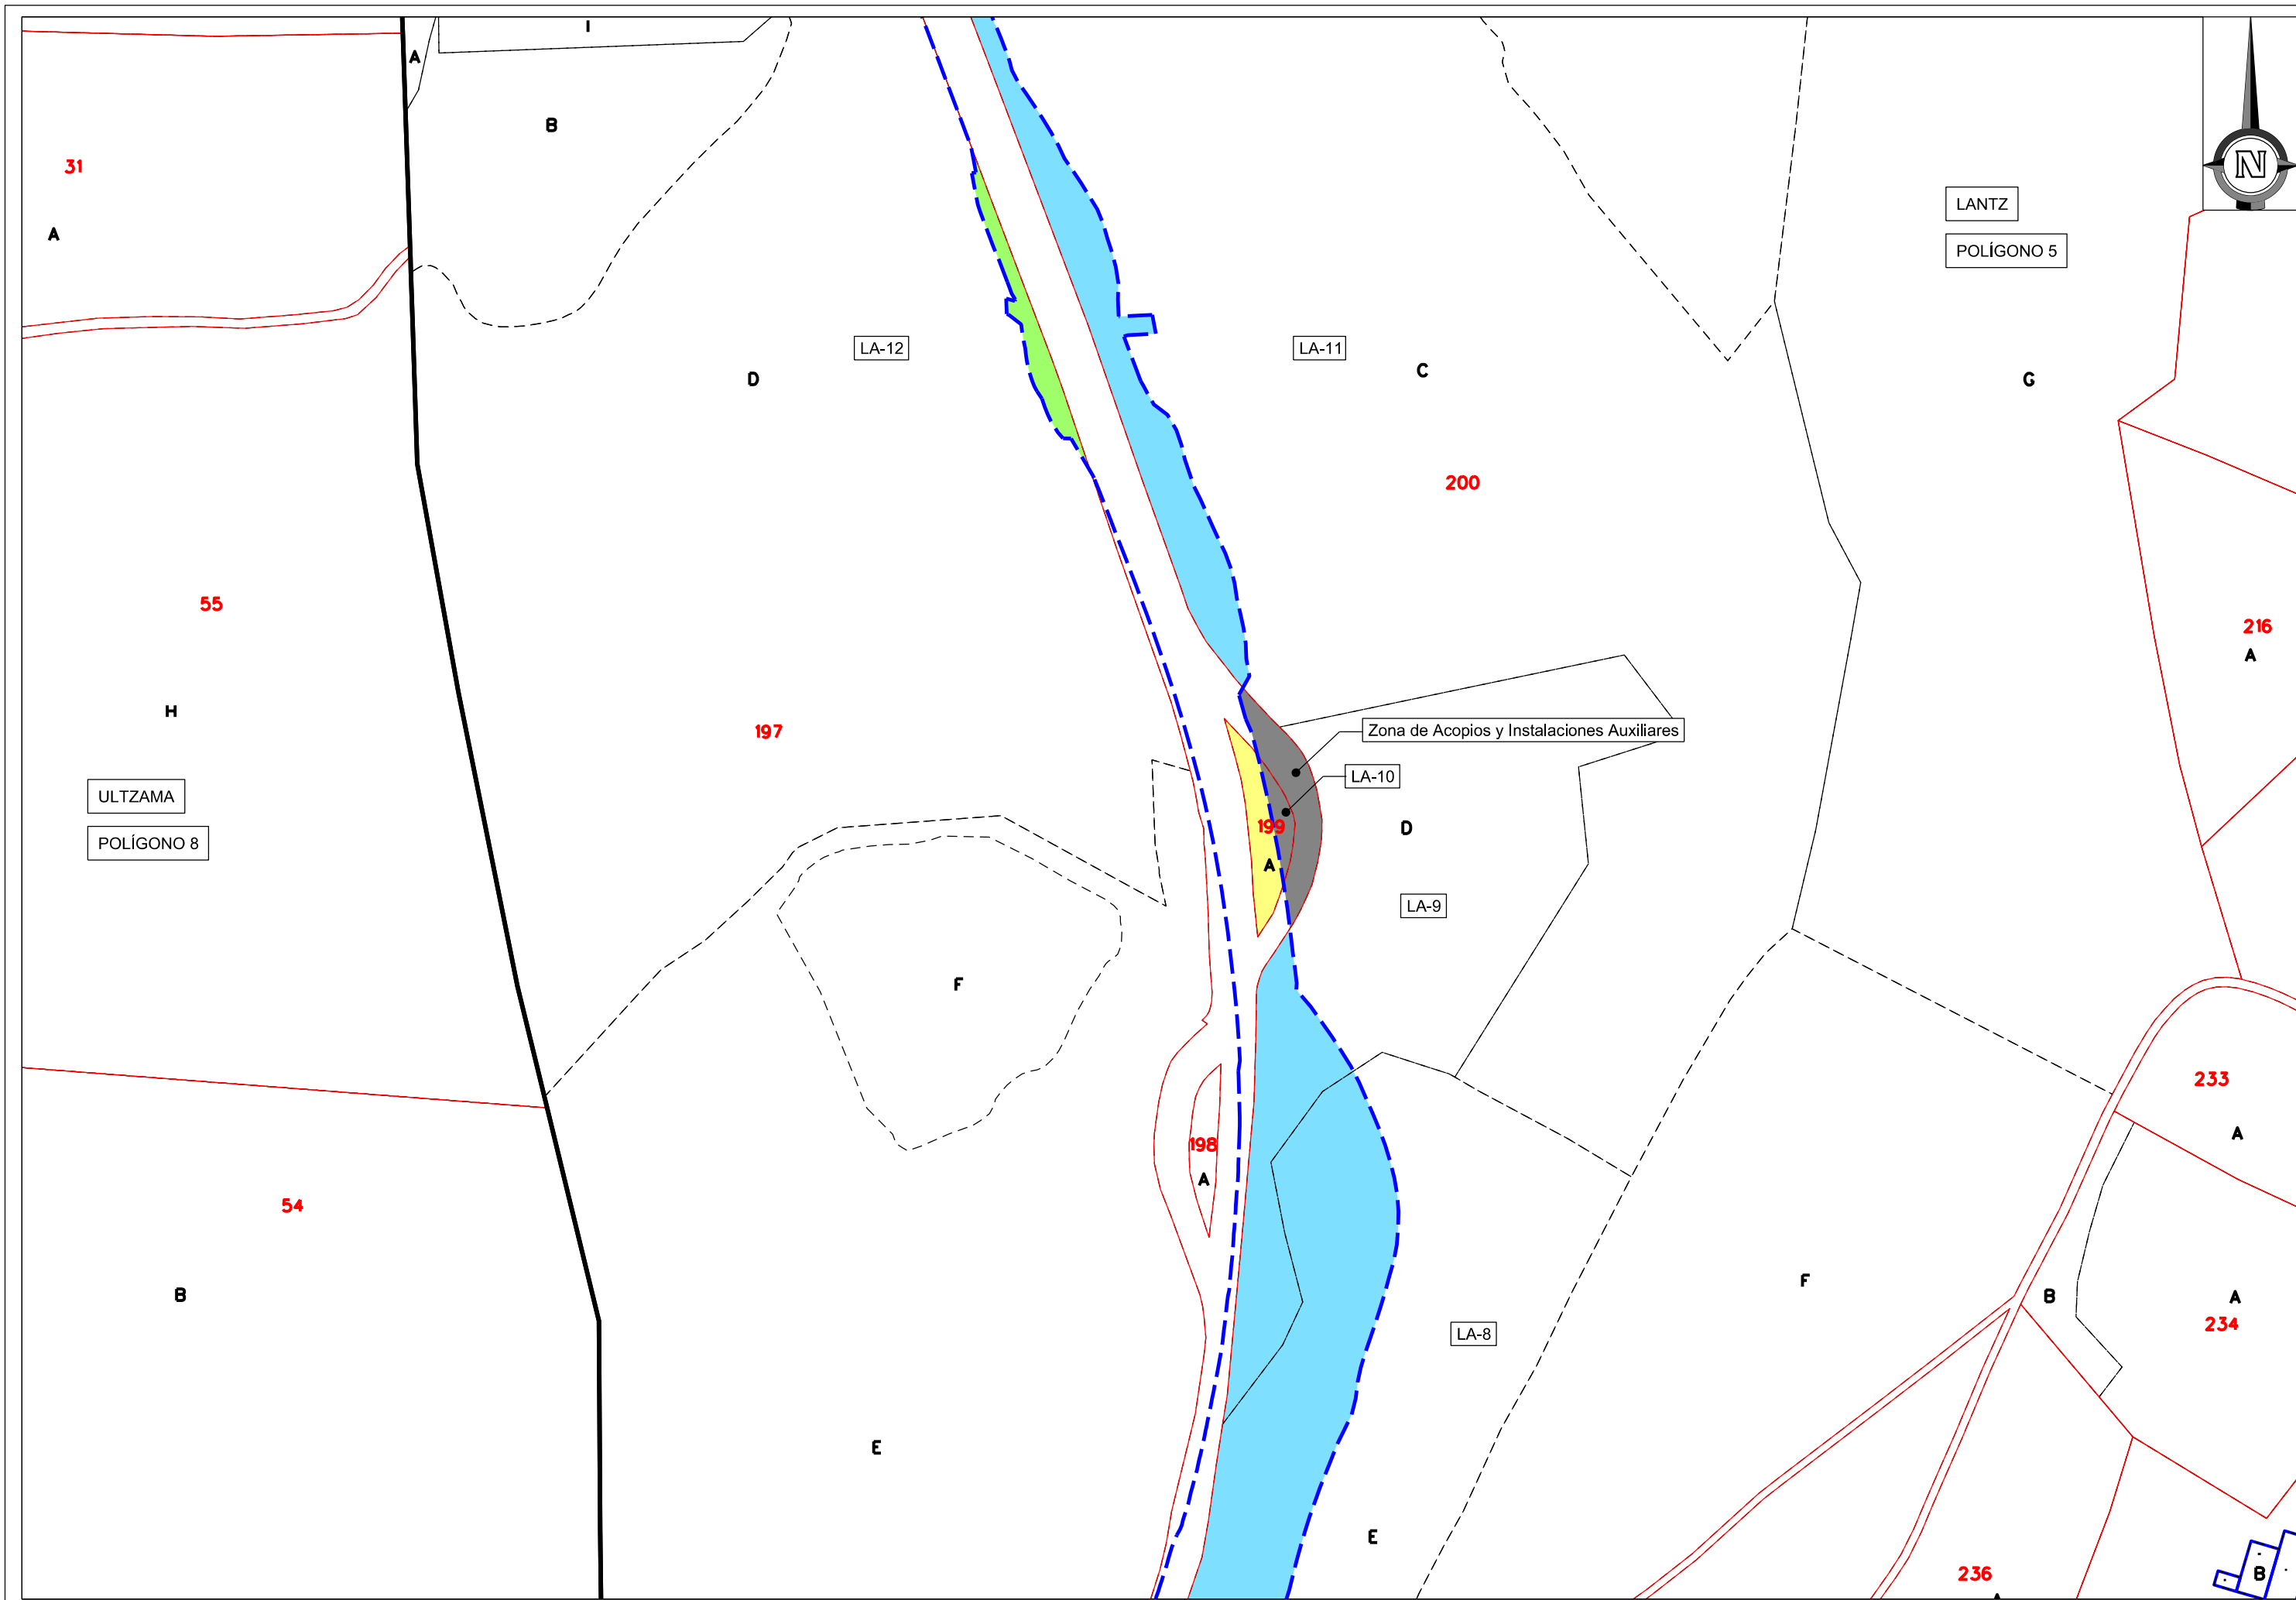 I
A
B
31
N
LANTZ
A
POLÍGONO 5
LA-12
LA-11
C
D
G
200
55
216
A
H
197
Zona de Acopios y Instalaciones Auxiliares
LA-10
ULTZAMA
199
D
POLÍGONO 8
A
LA-9
F
233
A
198
A
54
F
B
B
A
234
LA-8
E
E
236
B
A